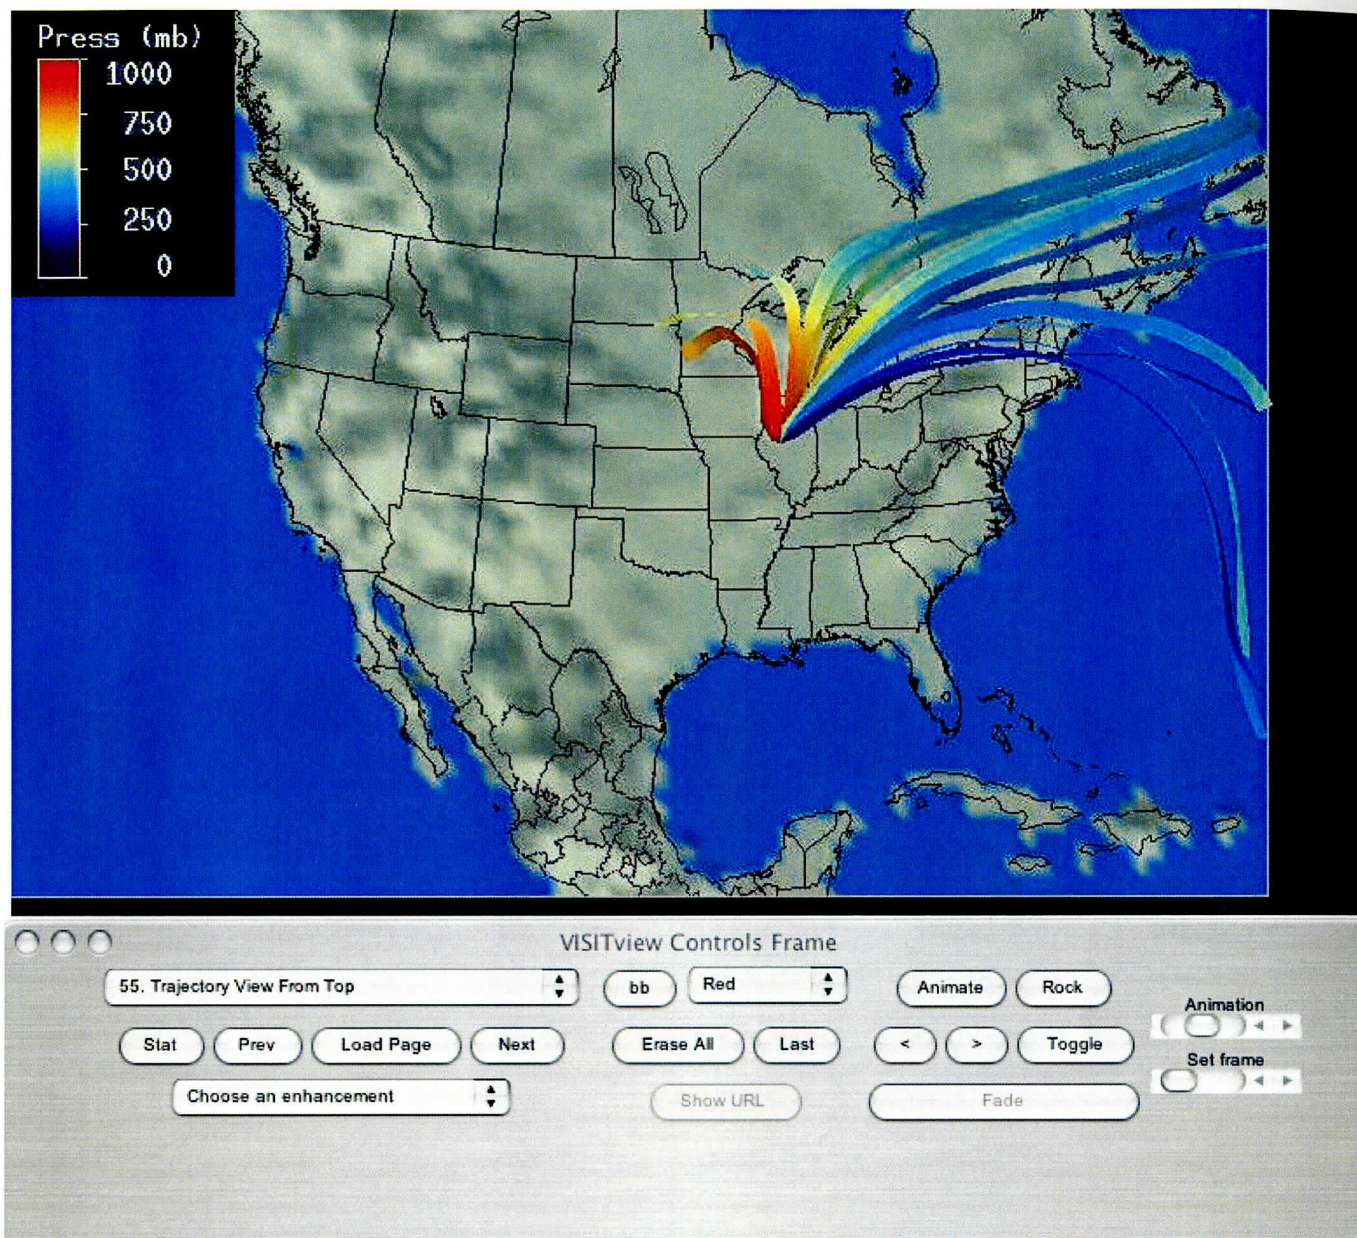 Press (mb)
1000
750
500
250
0
VISITview Controls Frame
55. Trajectory View From Top
bb
Red
Animate
Rock
Animation
Stat
Prev
Load Page
Next
Erase All
Last
<
>
Toggle
Set frame
Choose an enhancement
Show URL
Fade